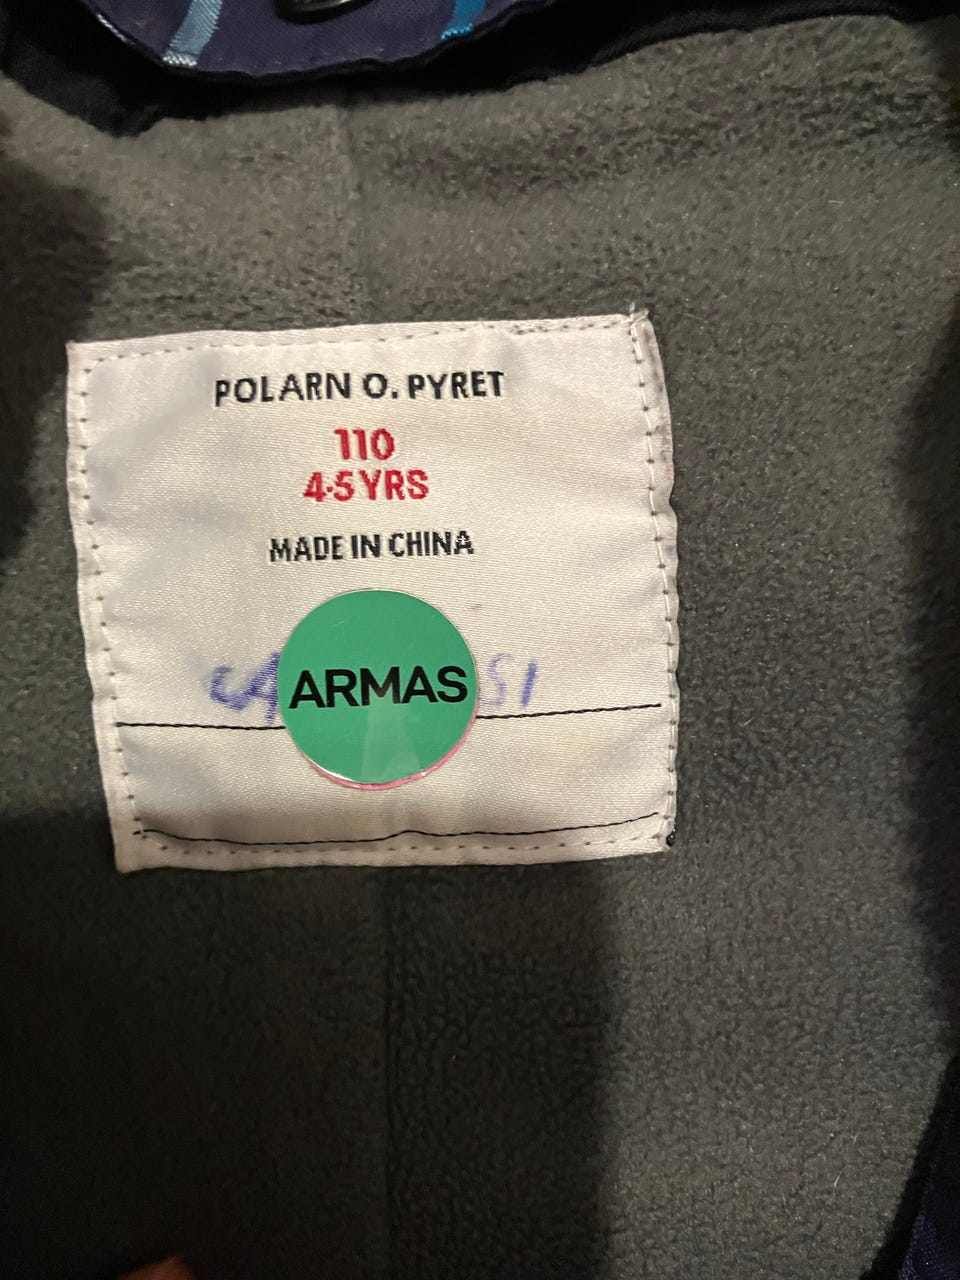 POLARN O. PYRET
110
4-5 YRS
MADE IN CHINA
ARMAS